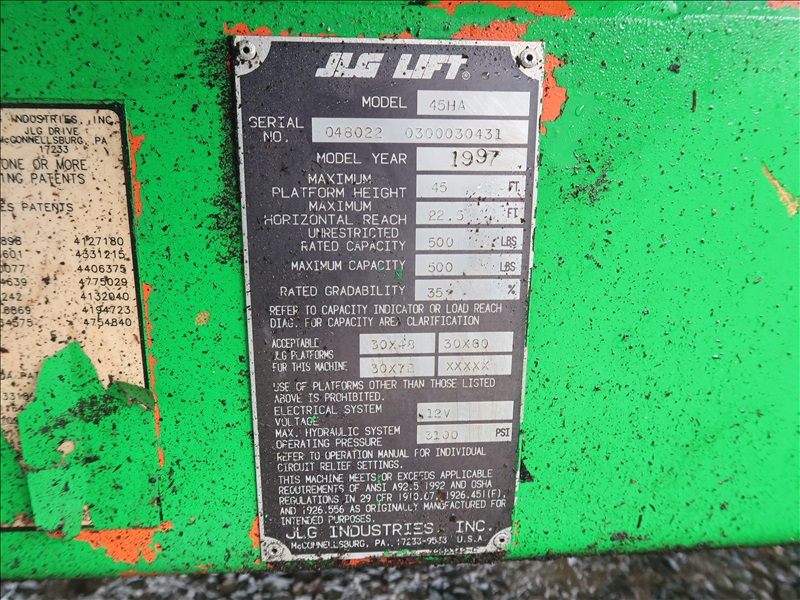 INDUSTRIES, INC.
JLG DRIVE
McCONNELLSBURG, PA
17233
ONE OR MORE
ING PATENTS
ES PATENTS
4127180
4331215
4406375
4775029
4132040
4194723
4754840
JLG LIFT®
MODEL 45HA
SERIAL NO. 048022 0300030431
MODEL YEAR 1997
MAXIMUM PLATFORM HEIGHT 45 FT
MAXIMUM HORIZONTAL REACH 22.5 FT
UNRESTRICTED RATED CAPACITY 500 LBS
MAXIMUM CAPACITY 500 LBS
RATED GRADABILITY 35 %
REFER TO CAPACITY INDICATOR OR LOAD REACH
DIAG. FOR CAPACITY AREA CLARIFICATION
ACCEPTABLE 30X48 30X60
JLG PLATFORMS
FOR THIS MACHINE 30X72 XXXXX
USE OF PLATFORMS OTHER THAN THOSE LISTED
ABOVE IS PROHIBITED.
ELECTRICAL SYSTEM VOLTAGE 12V
MAX. HYDRAULIC SYSTEM OPERATING PRESSURE 3100 PSI
REFER TO OPERATION MANUAL FOR INDIVIDUAL
CIRCUIT RELIEF SETTINGS.
THIS MACHINE MEETS OR EXCEEDS APPLICABLE
REQUIREMENTS OF ANSI A92.5 1992 AND OSHA
REGULATIONS IN 29 CFR 1910.67, 1926.451(F),
AND 1926.556 AS ORIGINALLY MANUFACTURED FOR
INTENDED PURPOSES.
JLG INDUSTRIES, INC.
McCONNELLSBURG, PA. 17233-9533 U.S.A